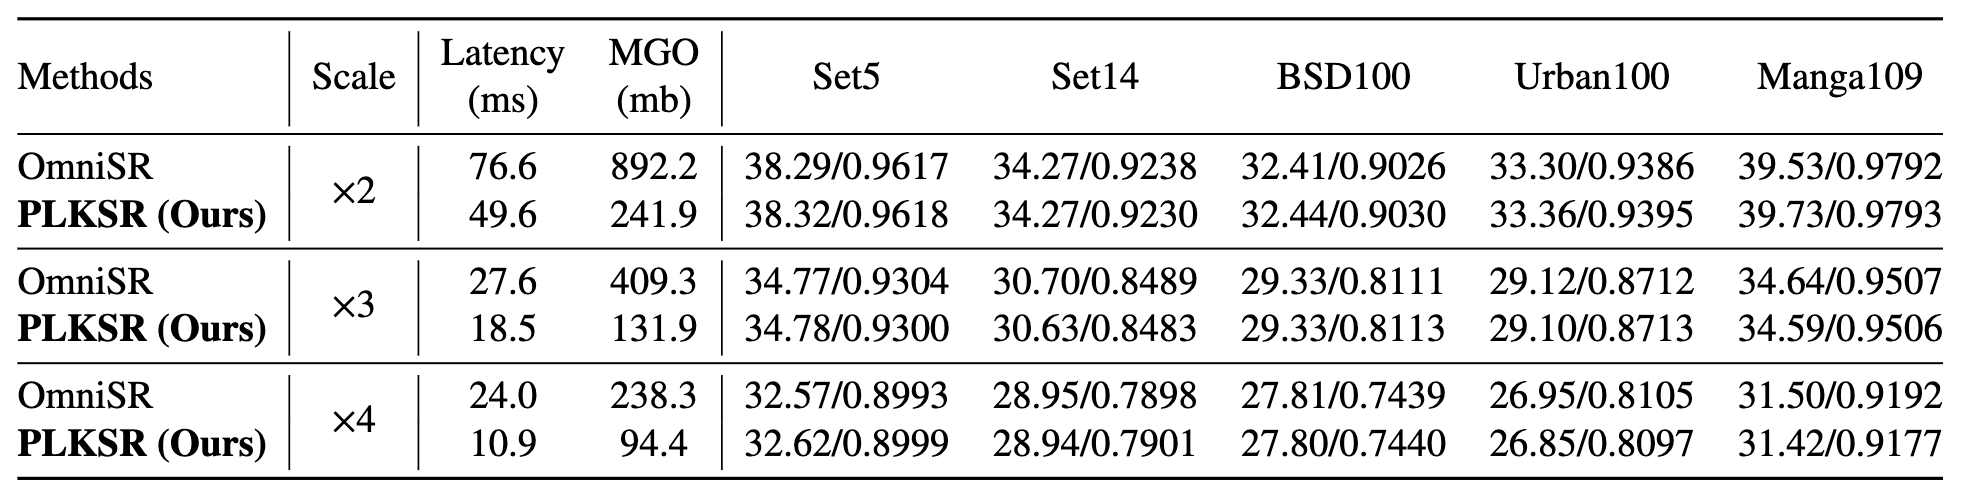 Methods Scale Latency (ms) MGO (mb) Set5 Set14 BSD100 Urban100 Manga109
OmniSR ×2 76.6 892.2 38.29/0.9617 34.27/0.9238 32.41/0.9026 33.30/0.9386 39.53/0.9792
PLKSR (Ours) 49.6 241.9 38.32/0.9618 34.27/0.9230 32.44/0.9030 33.36/0.9395 39.73/0.9793
OmniSR ×3 27.6 409.3 34.77/0.9304 30.70/0.8489 29.33/0.8111 29.12/0.8712 34.64/0.9507
PLKSR (Ours) 18.5 131.9 34.78/0.9300 30.63/0.8483 29.33/0.8113 29.10/0.8713 34.59/0.9506
OmniSR ×4 24.0 238.3 32.57/0.8993 28.95/0.7898 27.81/0.7439 26.95/0.8105 31.50/0.9192
PLKSR (Ours) 10.9 94.4 32.62/0.8999 28.94/0.7901 27.80/0.7440 26.85/0.8097 31.42/0.9177